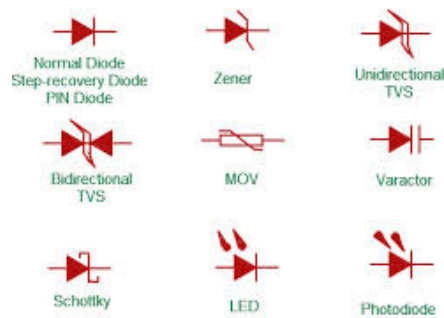 Normal Diode
Step-recovery Diode
PIN Diode
Zener
Unidirectional
TVS
Bidirectional
TVS
MOV
Varactor
Schottky
LED
Photodiode